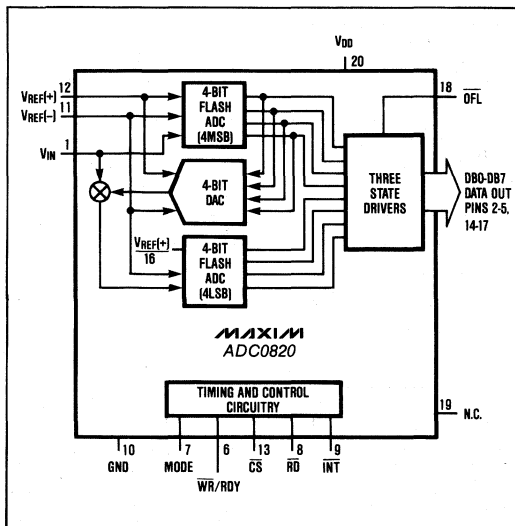 VDD
20
12
VREF(+)
11
VREF(−)
1
VIN
4-BIT
FLASH
ADC
(4MSB)
18
OFL
4-BIT
DAC
THREE
STATE
DRIVERS
DB0-DB7
DATA OUT
PINS 2-5,
14-17
VREF(+)
16
4-BIT
FLASH
ADC
(4LSB)
MAXIM
ADC0820
TIMING AND CONTROL
CIRCUITRY
19
N.C.
10
GND
7
MODE
6
WR/RDY
13
CS
8
RD
9
INT